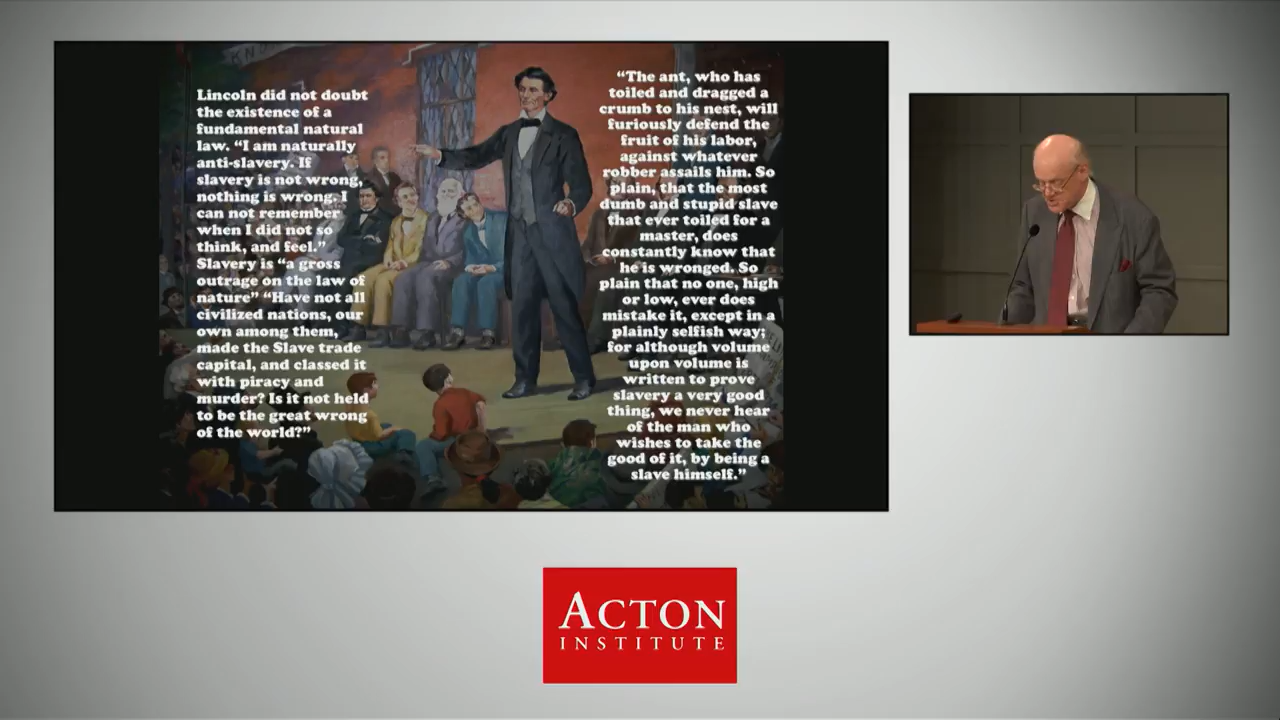 Lincoln did not doubt
the existence of a
fundamental natural
law. “I am naturally
anti-slavery. If
slavery is not wrong,
nothing is wrong. I
can not remember
when I did not so
think, and feel.”
Slavery is “a gross
outrage on the law of
nature” “Have not all
civilized nations, our
own among them,
made the Slave trade
capital, and classed it
with piracy and
murder? Is it not held
to be the great wrong
of the world?”
“The ant, who has
toiled and dragged a
crumb to his nest, will
furiously defend the
fruit of his labor,
against whatever
robber assails him. So
plain, that the most
dumb and stupid slave
that ever toiled for a
master, does
constantly know that
he is wronged. So
plain that no one, high
or low, ever does
mistake it, except in a
plainly selfish way;
for although volume
upon volume is
written to prove
slavery a very good
thing, we never hear
of the man who
wishes to take the
good of it, by being a
slave himself.”
ACTON
INSTITUTE